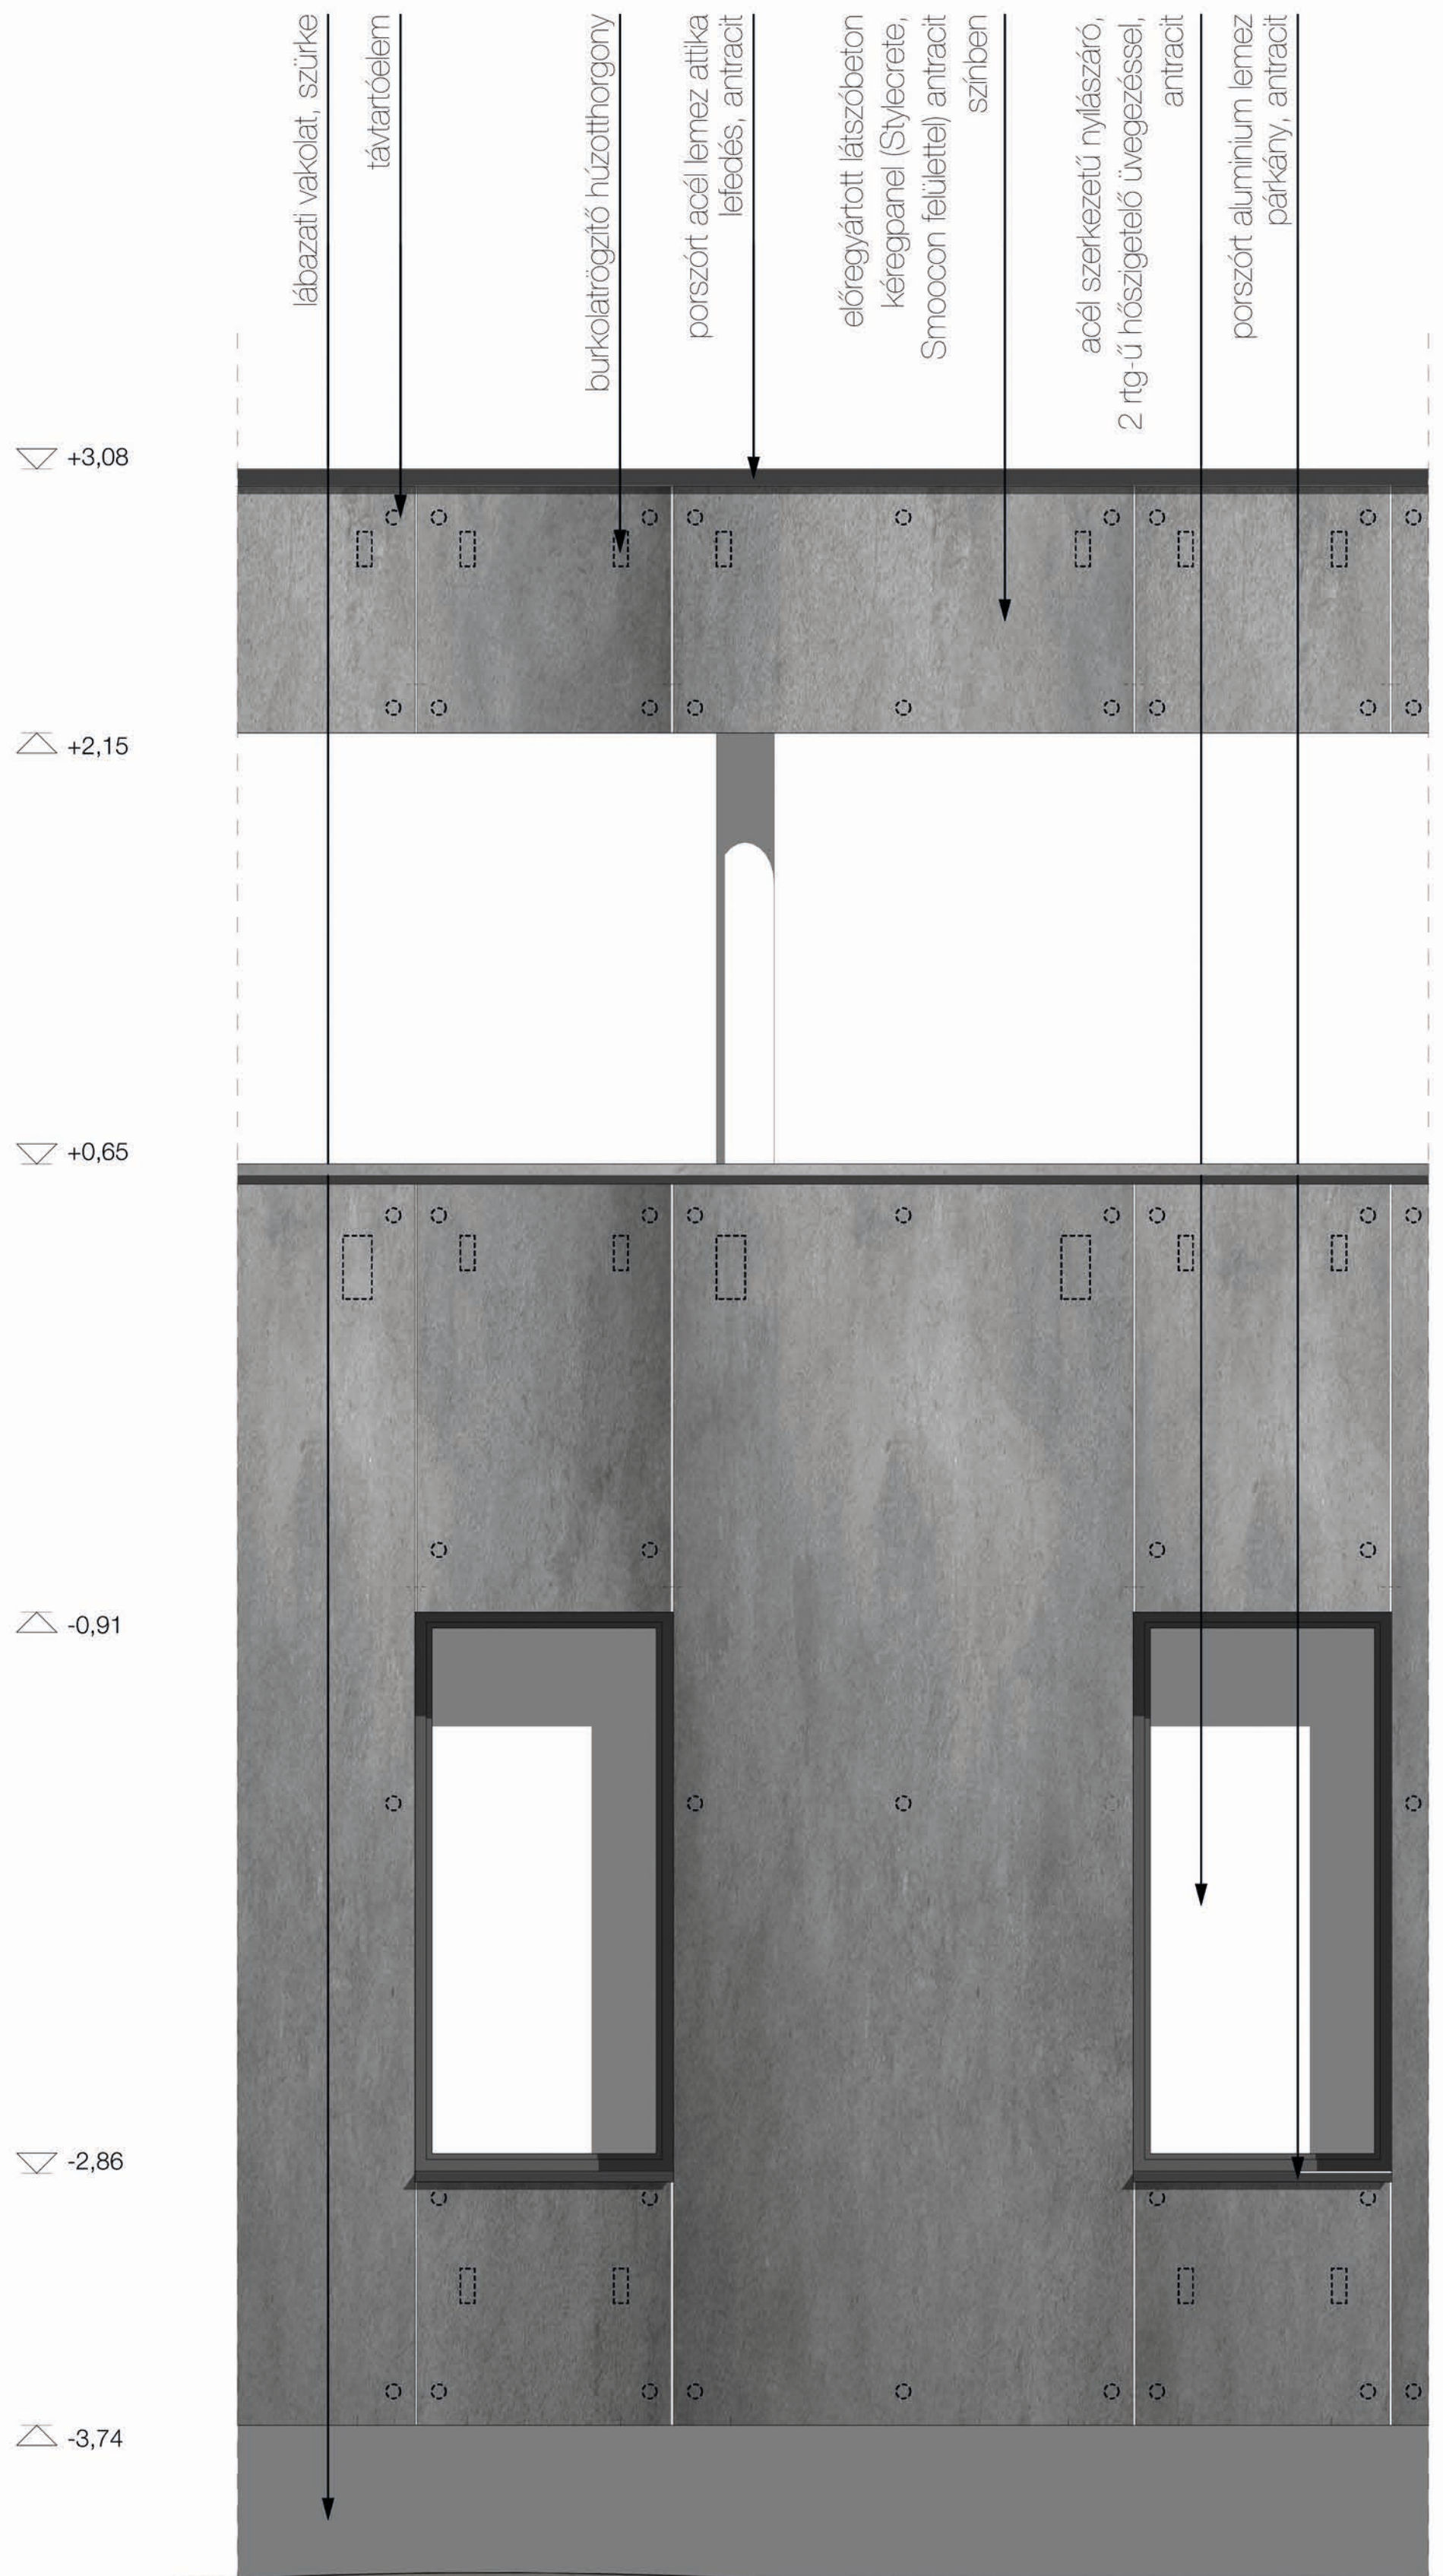 lábazati vakolat, szürke
távtartóelem
burkolatrögzítő húzotthorgony
porszórt acél lemez attika
lefedés, antracit
előregyártott látszóbeton
kéregpanel (Stylecrete,
Smoocon felülettel) antracit
színben
acél szerkezetű nyílászáró,
2 rtg-ű hőszigetelő üvegezéssel,
antracit
porszórt aluminium lemez
párkány, antracit
+3,08
+2,15
+0,65
-0,91
-2,86
-3,74